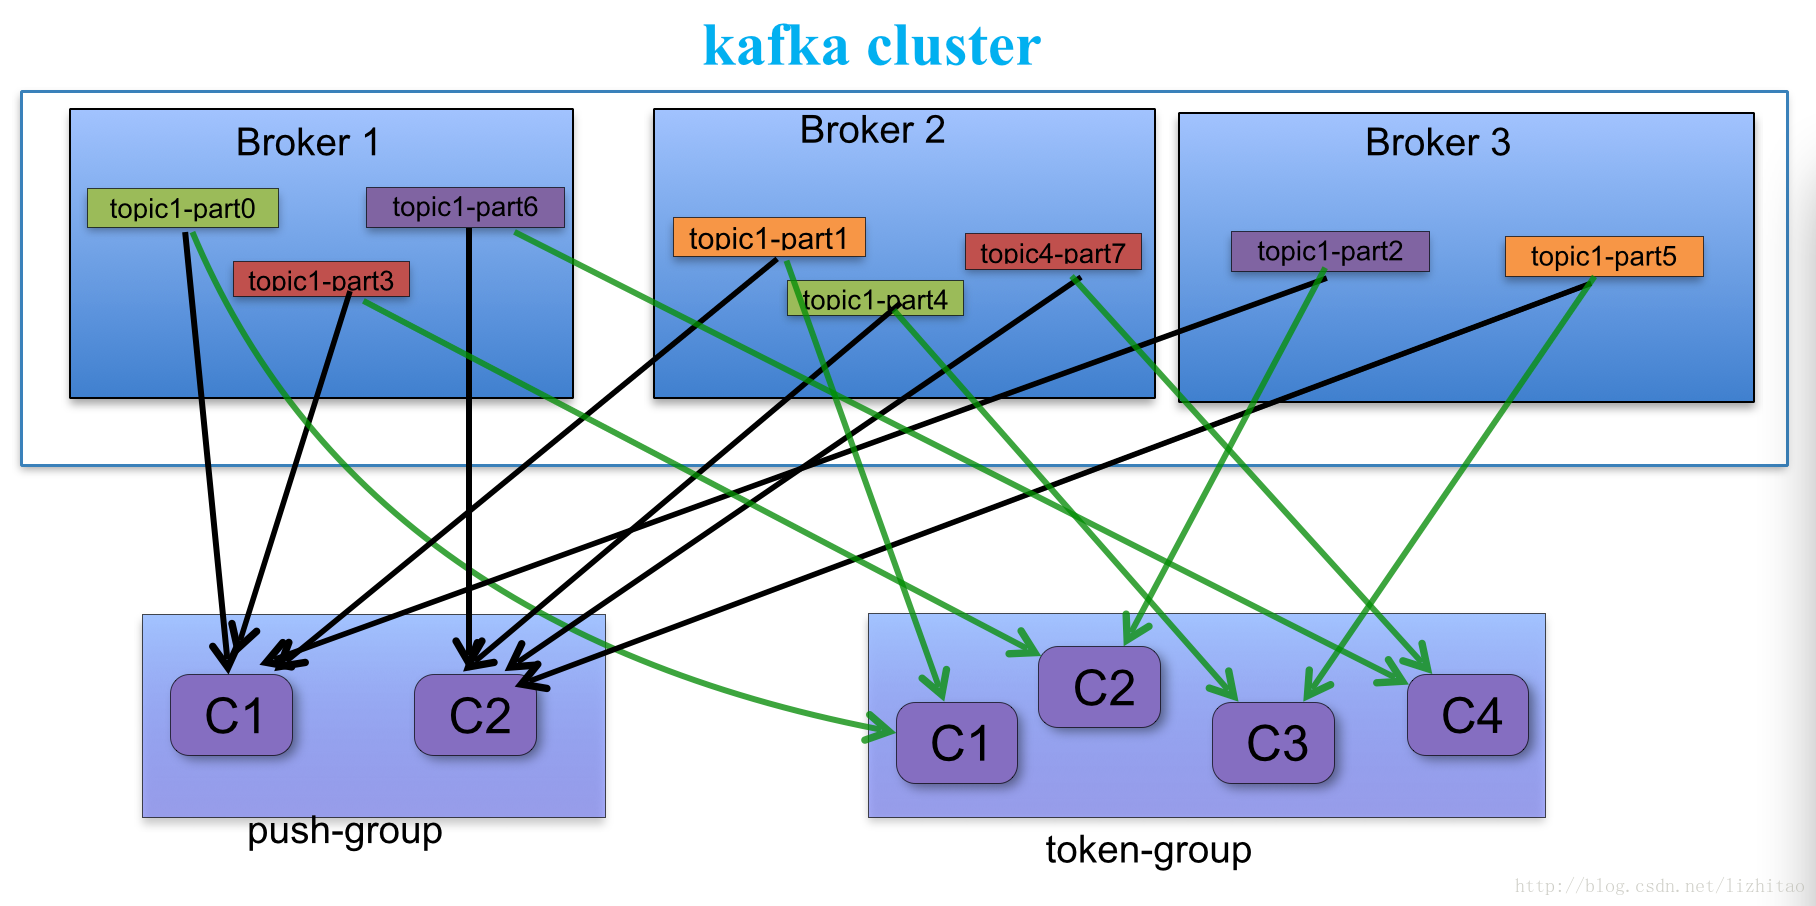 kafka cluster
Broker 1
Broker 2
Broker 3
topic1-part0
topic1-part6
topic1-part3
topic1-part1
topic4-part7
topic1-part4
topic1-part2
topic1-part5
C1
C2
push-group
C1
C2
C3
C4
token-group
http://blog.csdn.net/lizhitao